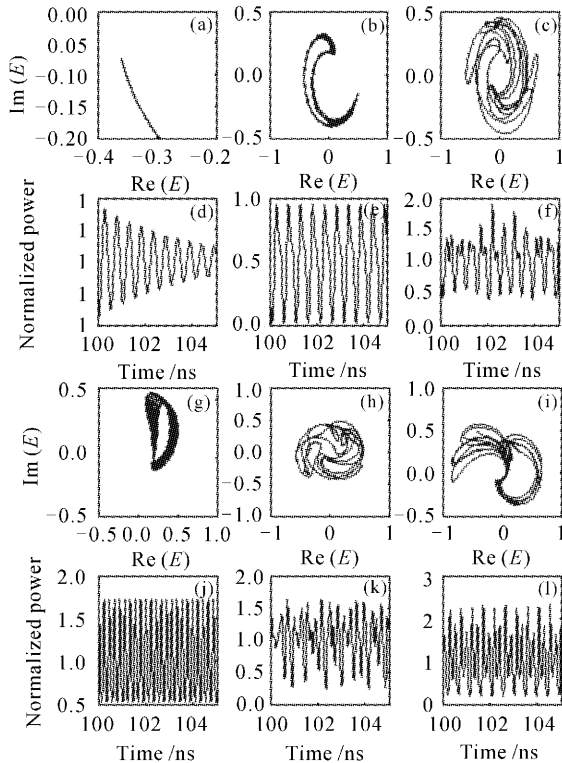 0.00 (a) 0.5 (b) 0.5 (c)
−0.05
−0.10 0.0 0.0
−0.15
−0.20 −0.5 −0.5
−0.4 −0.3 −0.2 −1 0 1 −1 0 1
Im (E)
Re (E) Re (E) Re (E)
1 (d) 1.0 (e) 2.0 (f)
1 1.5
1 0.5 1.0
1 0.5
1 0.0 0.0
100 102 104 100 102 104 100 102 104
Normalized power
Time /ns Time /ns Time /ns
0.5 (g) 1.0 (h) 1.0 (i)
0.5 0.5
0.0 0.0
−0.5 0.0
−0.5 −1.0 −0.5
−0.5 0.0 0.5 1.0 −1 0 1 −1 0 1
Im (E)
Re (E) Re (E) Re (E)
2.0 (j) 2.0 (k) 3 (l)
1.5 1.5 2
1.0 1.0 1
0.5
0.5 0.0 0
100 102 104 100 102 104 100 102 104
Normalized power
Time /ns Time /ns Time /ns